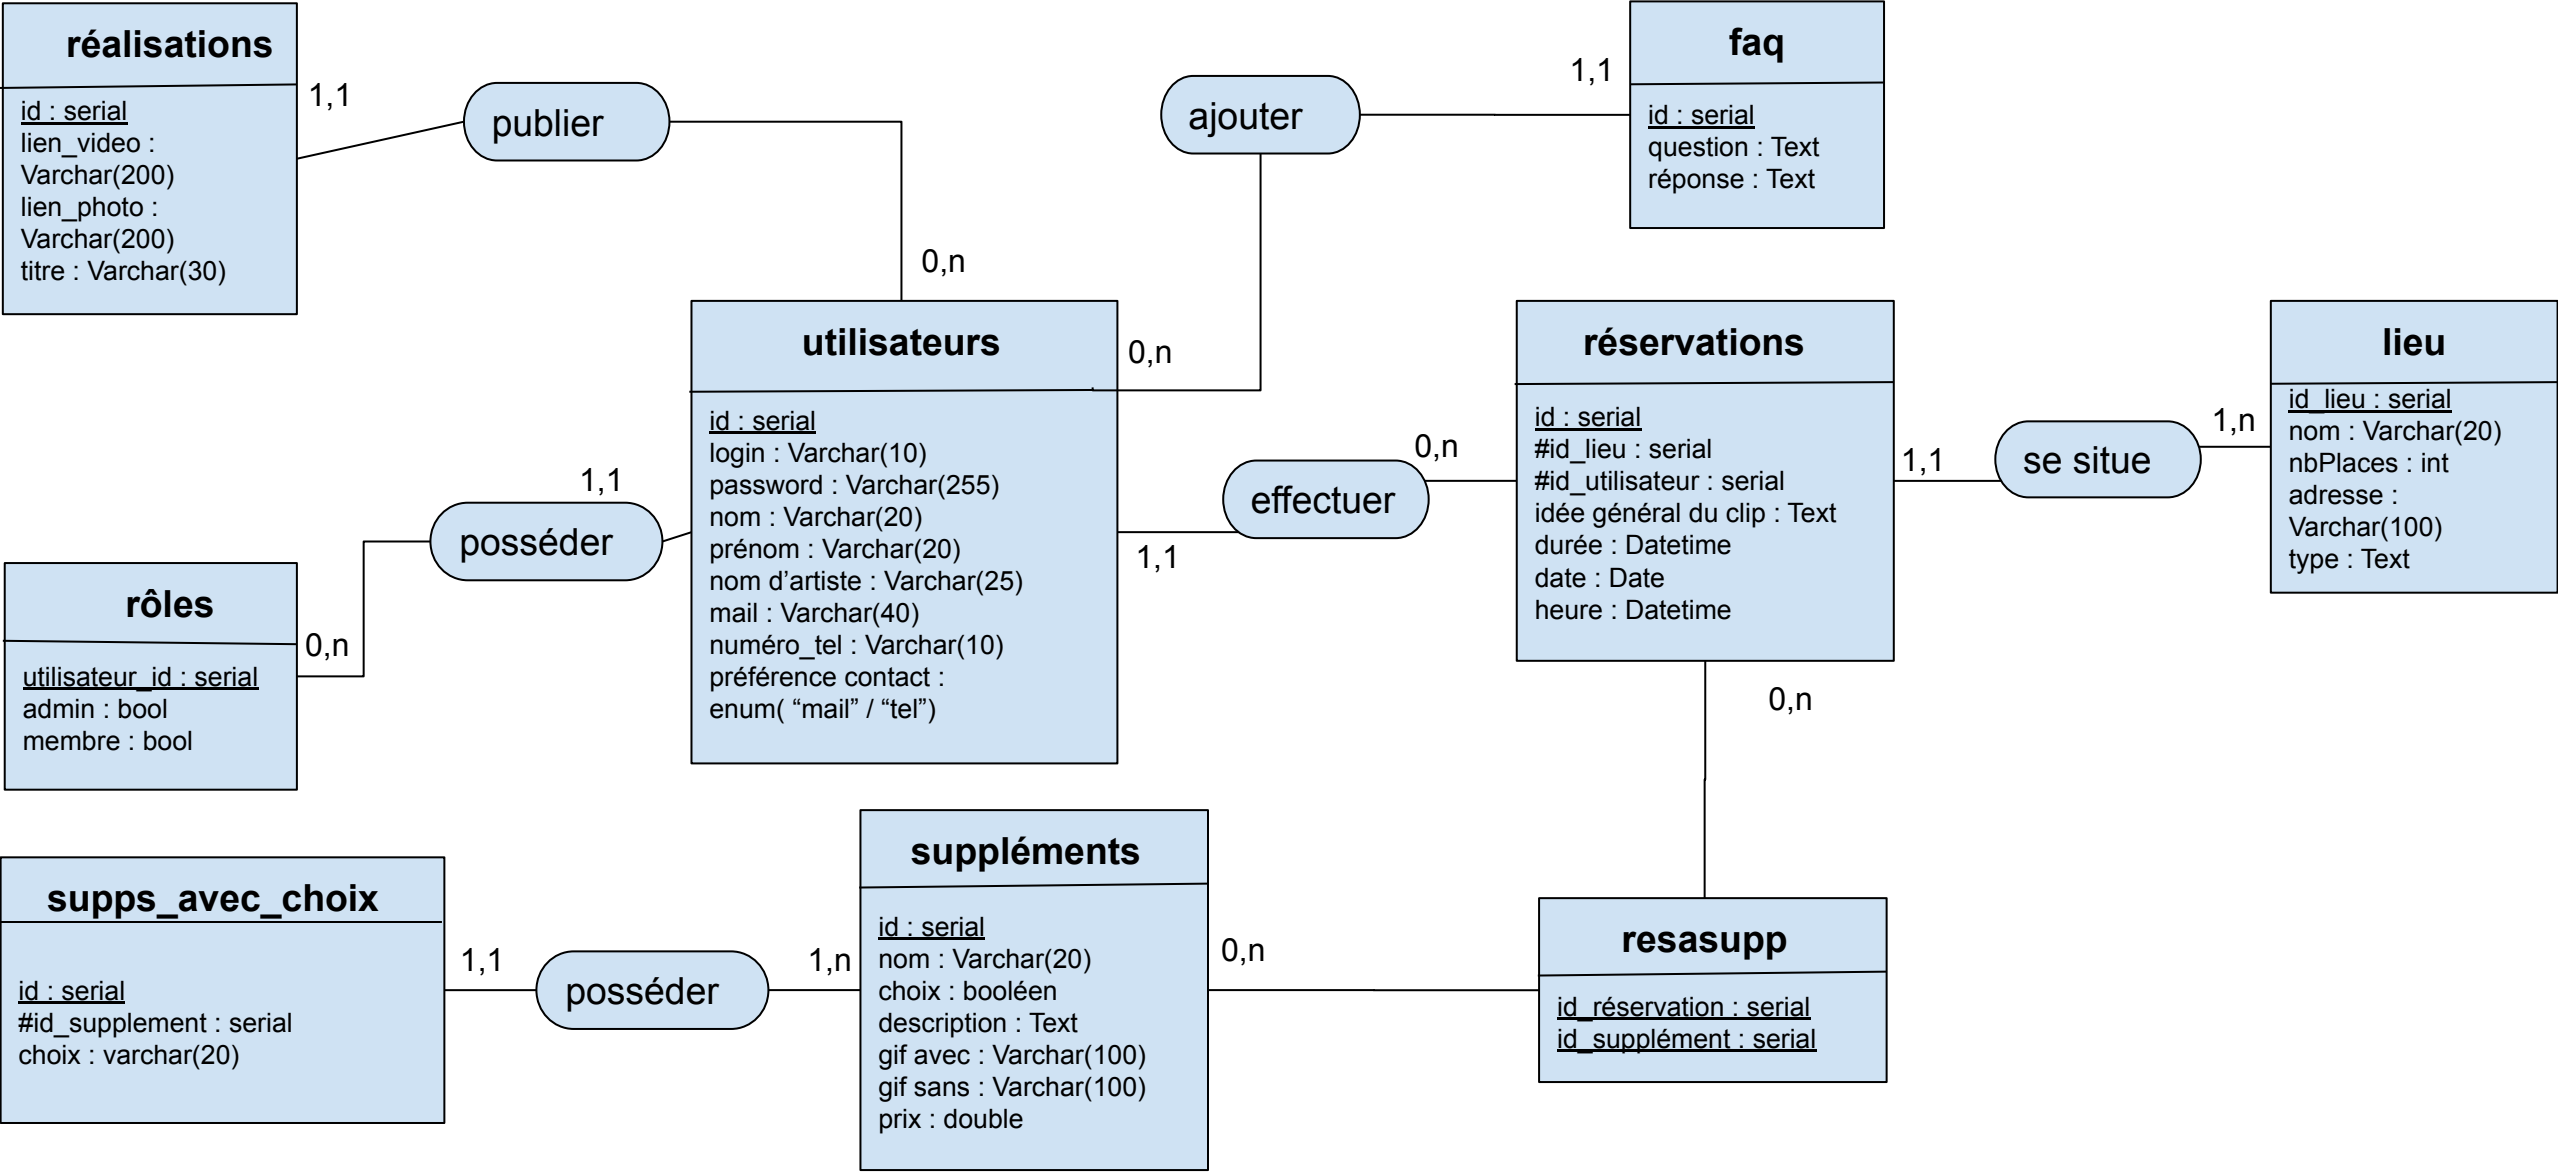 réalisations
id : serial
lien_video :
Varchar(200)
lien_photo :
Varchar(200)
titre : Varchar(30)
1,1
publier
0,n
ajouter
1,1
0,n
faq
id : serial
question : Text
réponse : Text
utilisateurs
id : serial
login : Varchar(10)
password : Varchar(255)
nom : Varchar(20)
prénom : Varchar(20)
nom d’artiste : Varchar(25)
mail : Varchar(40)
numéro_tel : Varchar(10)
préférence contact :
enum( “mail” / “tel”)
1,1
effectuer
0,n
réservations
id : serial
#id_lieu : serial
#id_utilisateur : serial
idée général du clip : Text
durée : Datetime
date : Date
heure : Datetime
1,1
se situe
1,n
lieu
id_lieu : serial
nom : Varchar(20)
nbPlaces : int
adresse :
Varchar(100)
type : Text
1,1
posséder
0,n
rôles
utilisateur_id : serial
admin : bool
membre : bool
0,n
supps_avec_choix
id : serial
#id_supplement : serial
choix : varchar(20)
1,1
posséder
1,n
suppléments
id : serial
nom : Varchar(20)
choix : booléen
description : Text
gif avec : Varchar(100)
gif sans : Varchar(100)
prix : double
0,n
resasupp
id_réservation : serial
id_supplément : serial